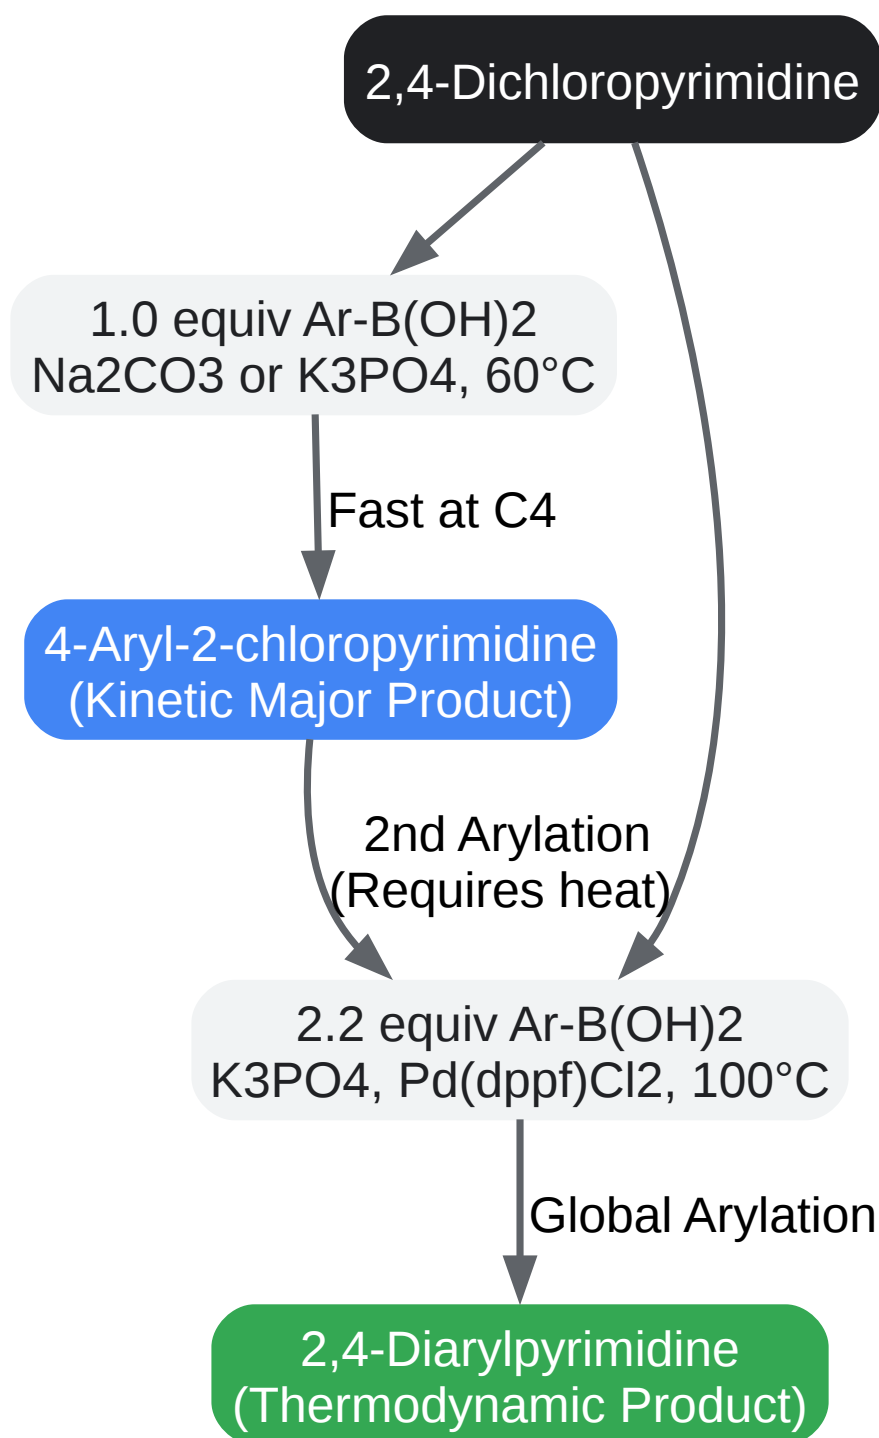 2,4-Dichloropyrimidine
1.0 equiv Ar-B(OH)2
Na2CO3 or K3PO4, 60°C
Fast at C4
4-Aryl-2-chloropyrimidine
(Kinetic Major Product)
2nd Arylation
(Requires heat)
2.2 equiv Ar-B(OH)2
K3PO4, Pd(dppf)Cl2, 100°C
Global Arylation
2,4-Diarylpyrimidine
(Thermodynamic Product)